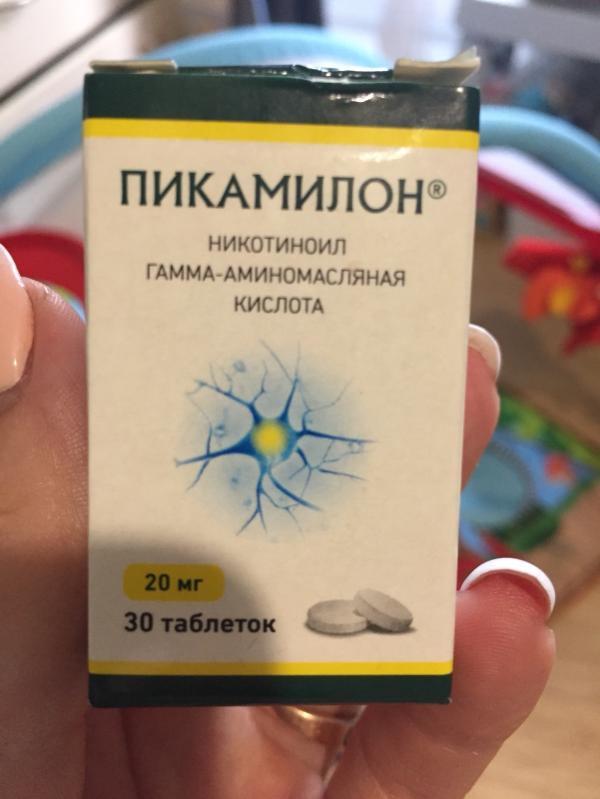 ПИКАМИЛОН®
НИКОТИНОИЛ
ГАММА-АМИНОМАСЛЯНАЯ
КИСЛОТА
20 мг
30 таблеток